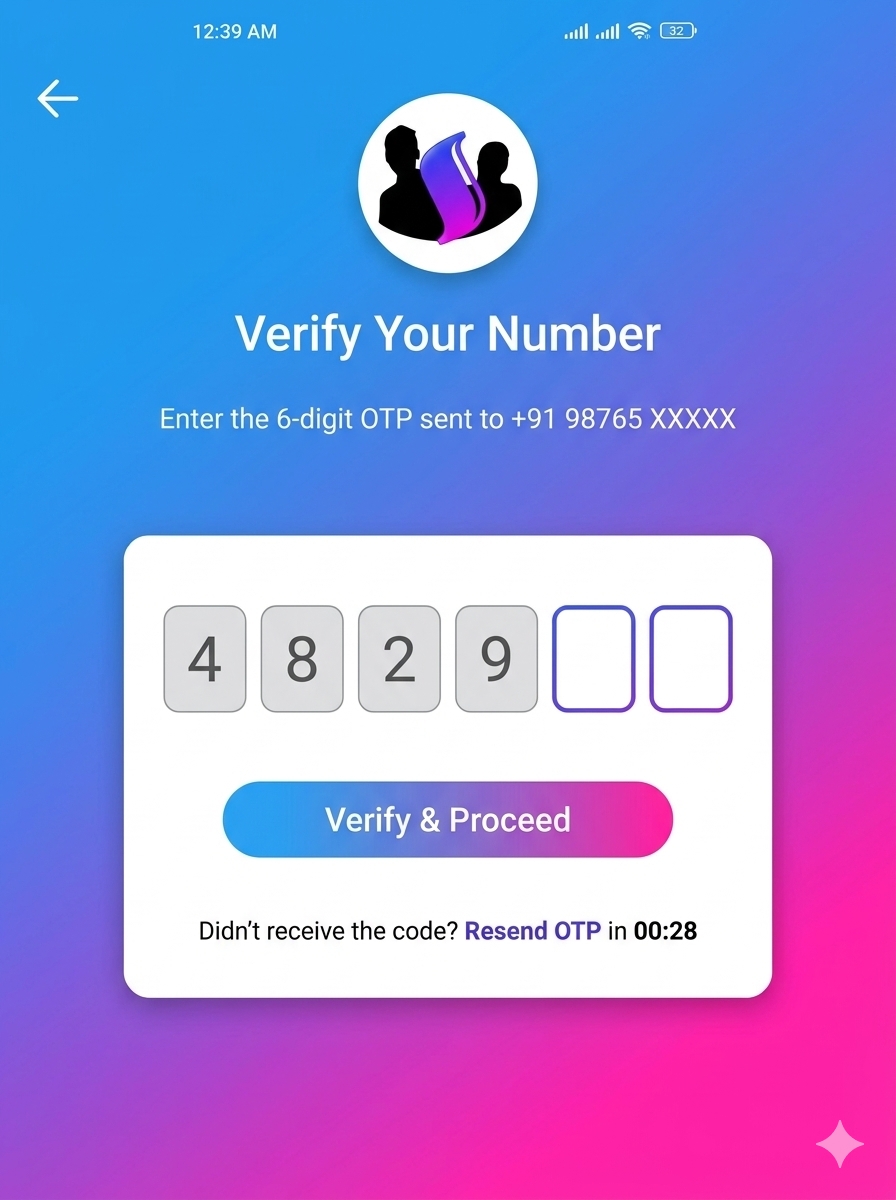 12:39 AM 32
Verify Your Number
Enter the 6-digit OTP sent to +91 98765 XXXXX
4 8 2 9
Verify & Proceed
Didn’t receive the code? Resend OTP in 00:28